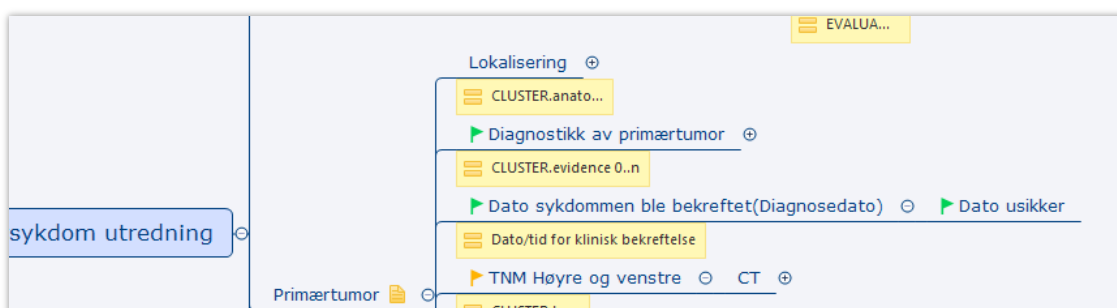 EVALUA...
Lokalisering
CLUSTER.anato...
Diagnostikk av primærtumor
CLUSTER.evidence 0..n
Dato sykdommen ble bekreftet(Diagnosedato) Dato usikker
sykdom utredning
Dato/tid for klinisk bekreftelse
TNM Høyre og venstre CT
Primærtumor